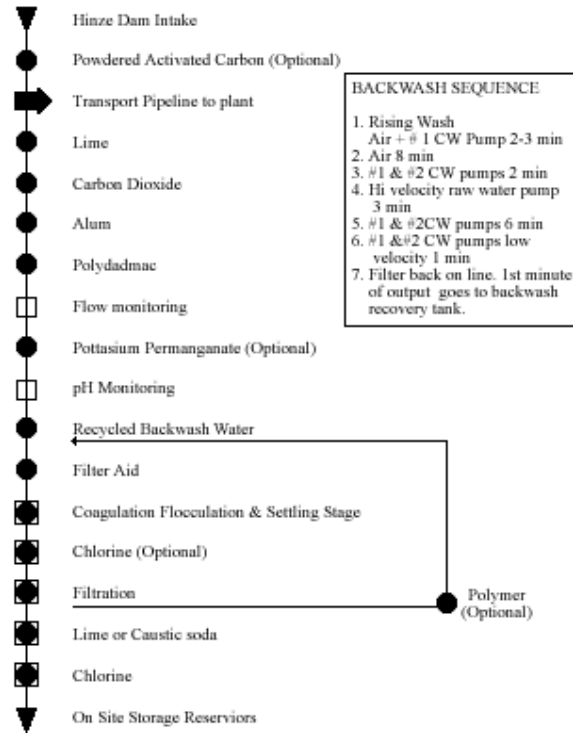 Hinze Dam Intake
Powdered Activated Carbon (Optional)
Transport Pipeline to plant
Lime
Carbon Dioxide
Alum
Polydadmac
Flow monitoring
Pottasium Permanganate (Optional)
pH Monitoring
Recycled Backwash Water
Filter Aid
Coagulation Flocculation & Settling Stage
Chlorine (Optional)
Filtration
Lime or Caustic soda
Chlorine
On Site Storage Reserviors
BACKWASH SEQUENCE
1. Rising Wash
Air + # 1 CW Pump 2-3 min
2. Air 8 min
3. #1 & #2 CW pumps 2 min
4. Hi velocity raw water pump
3 min
5. #1 & #2CW pumps 6 min
6. #1 &#2 CW pumps low
velocity 1 min
7. Filter back on line. 1st minute
of output goes to backwash
recovery tank.
Polymer
(Optional)